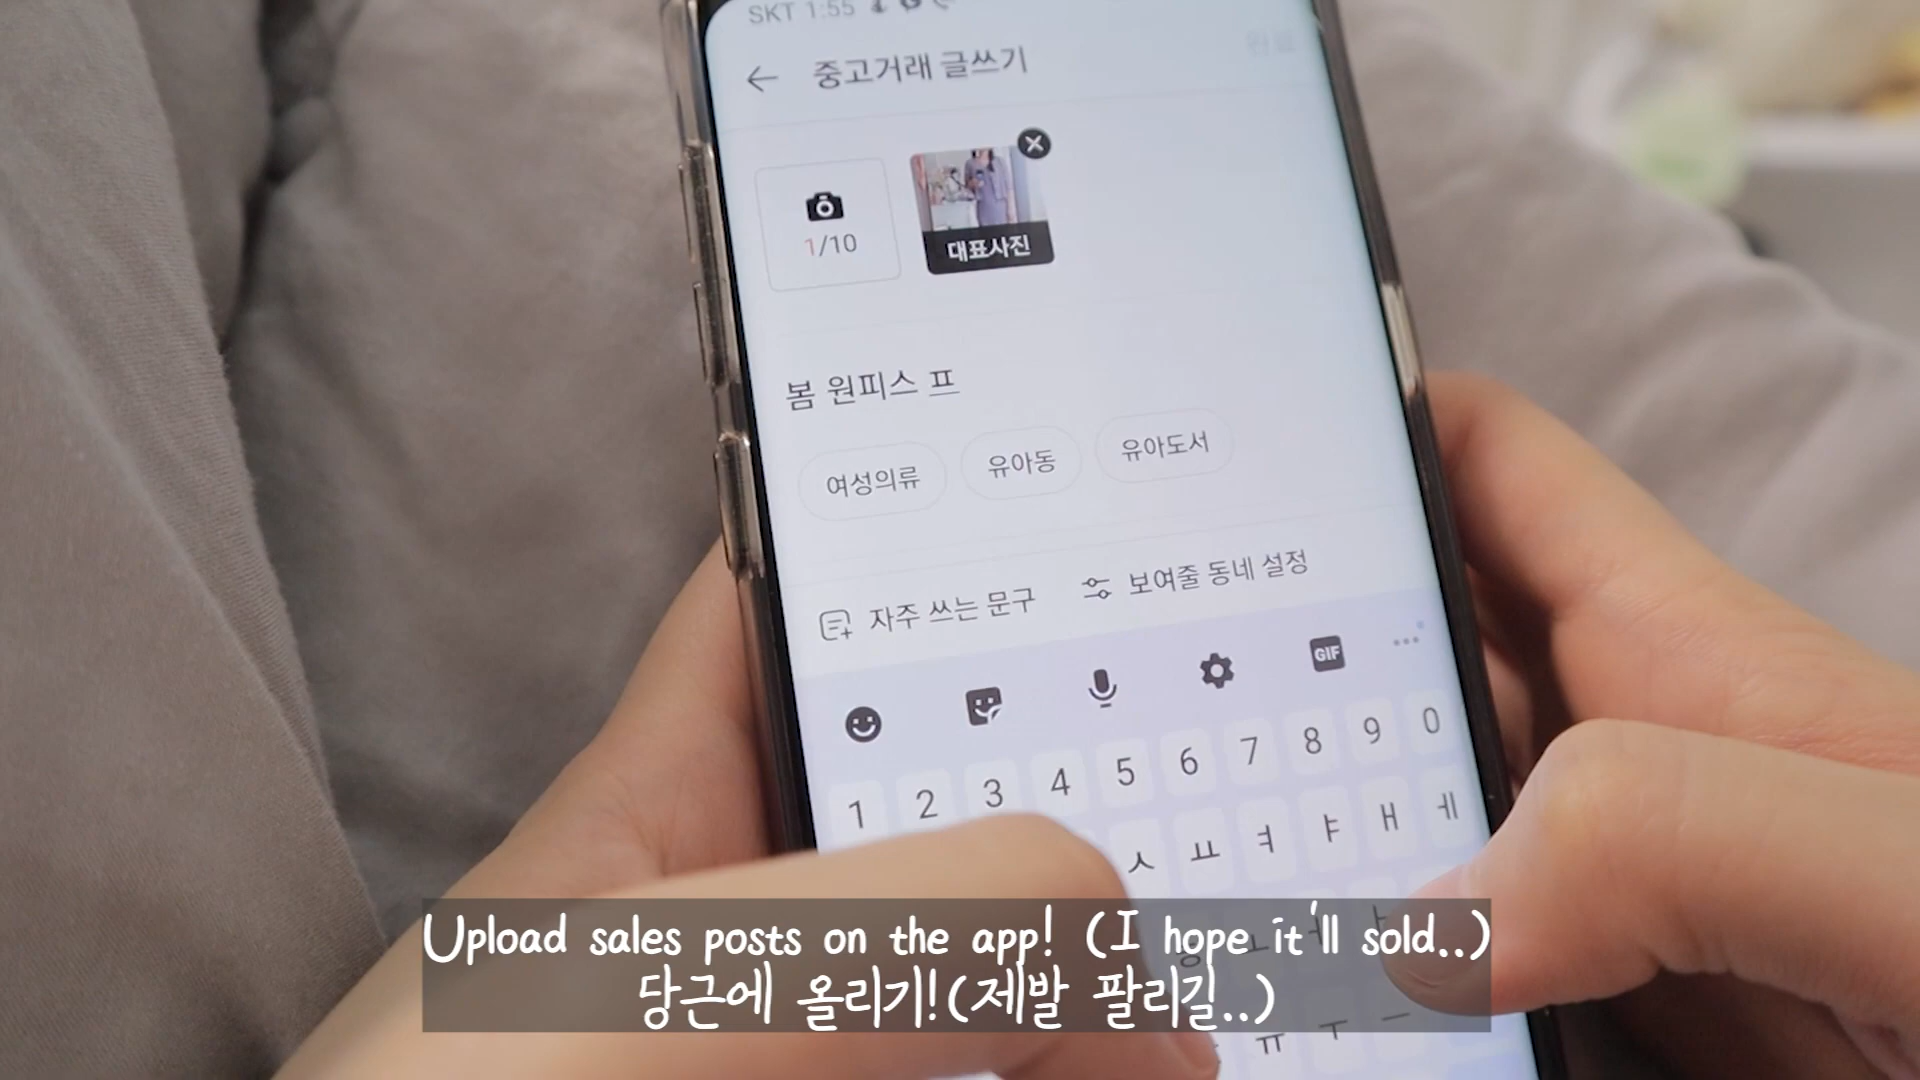 SKT 1:55
중고거래 글쓰기
완료
1/10
대표사진
봄 원피스 프
여성의류
유아동
유아도서
자주 쓰는 문구
보여줄 동네 설정
GIF
1 2 3 4 5 6 7 8 9 0
ㅅ ㅛ ㅕ ㅑ ㅐ ㅔ
Upload sales posts on the app! (I hope it'll sold..)
당근에 올리기!(제발 팔리길..)
ㅠ ㅜ ㅡ